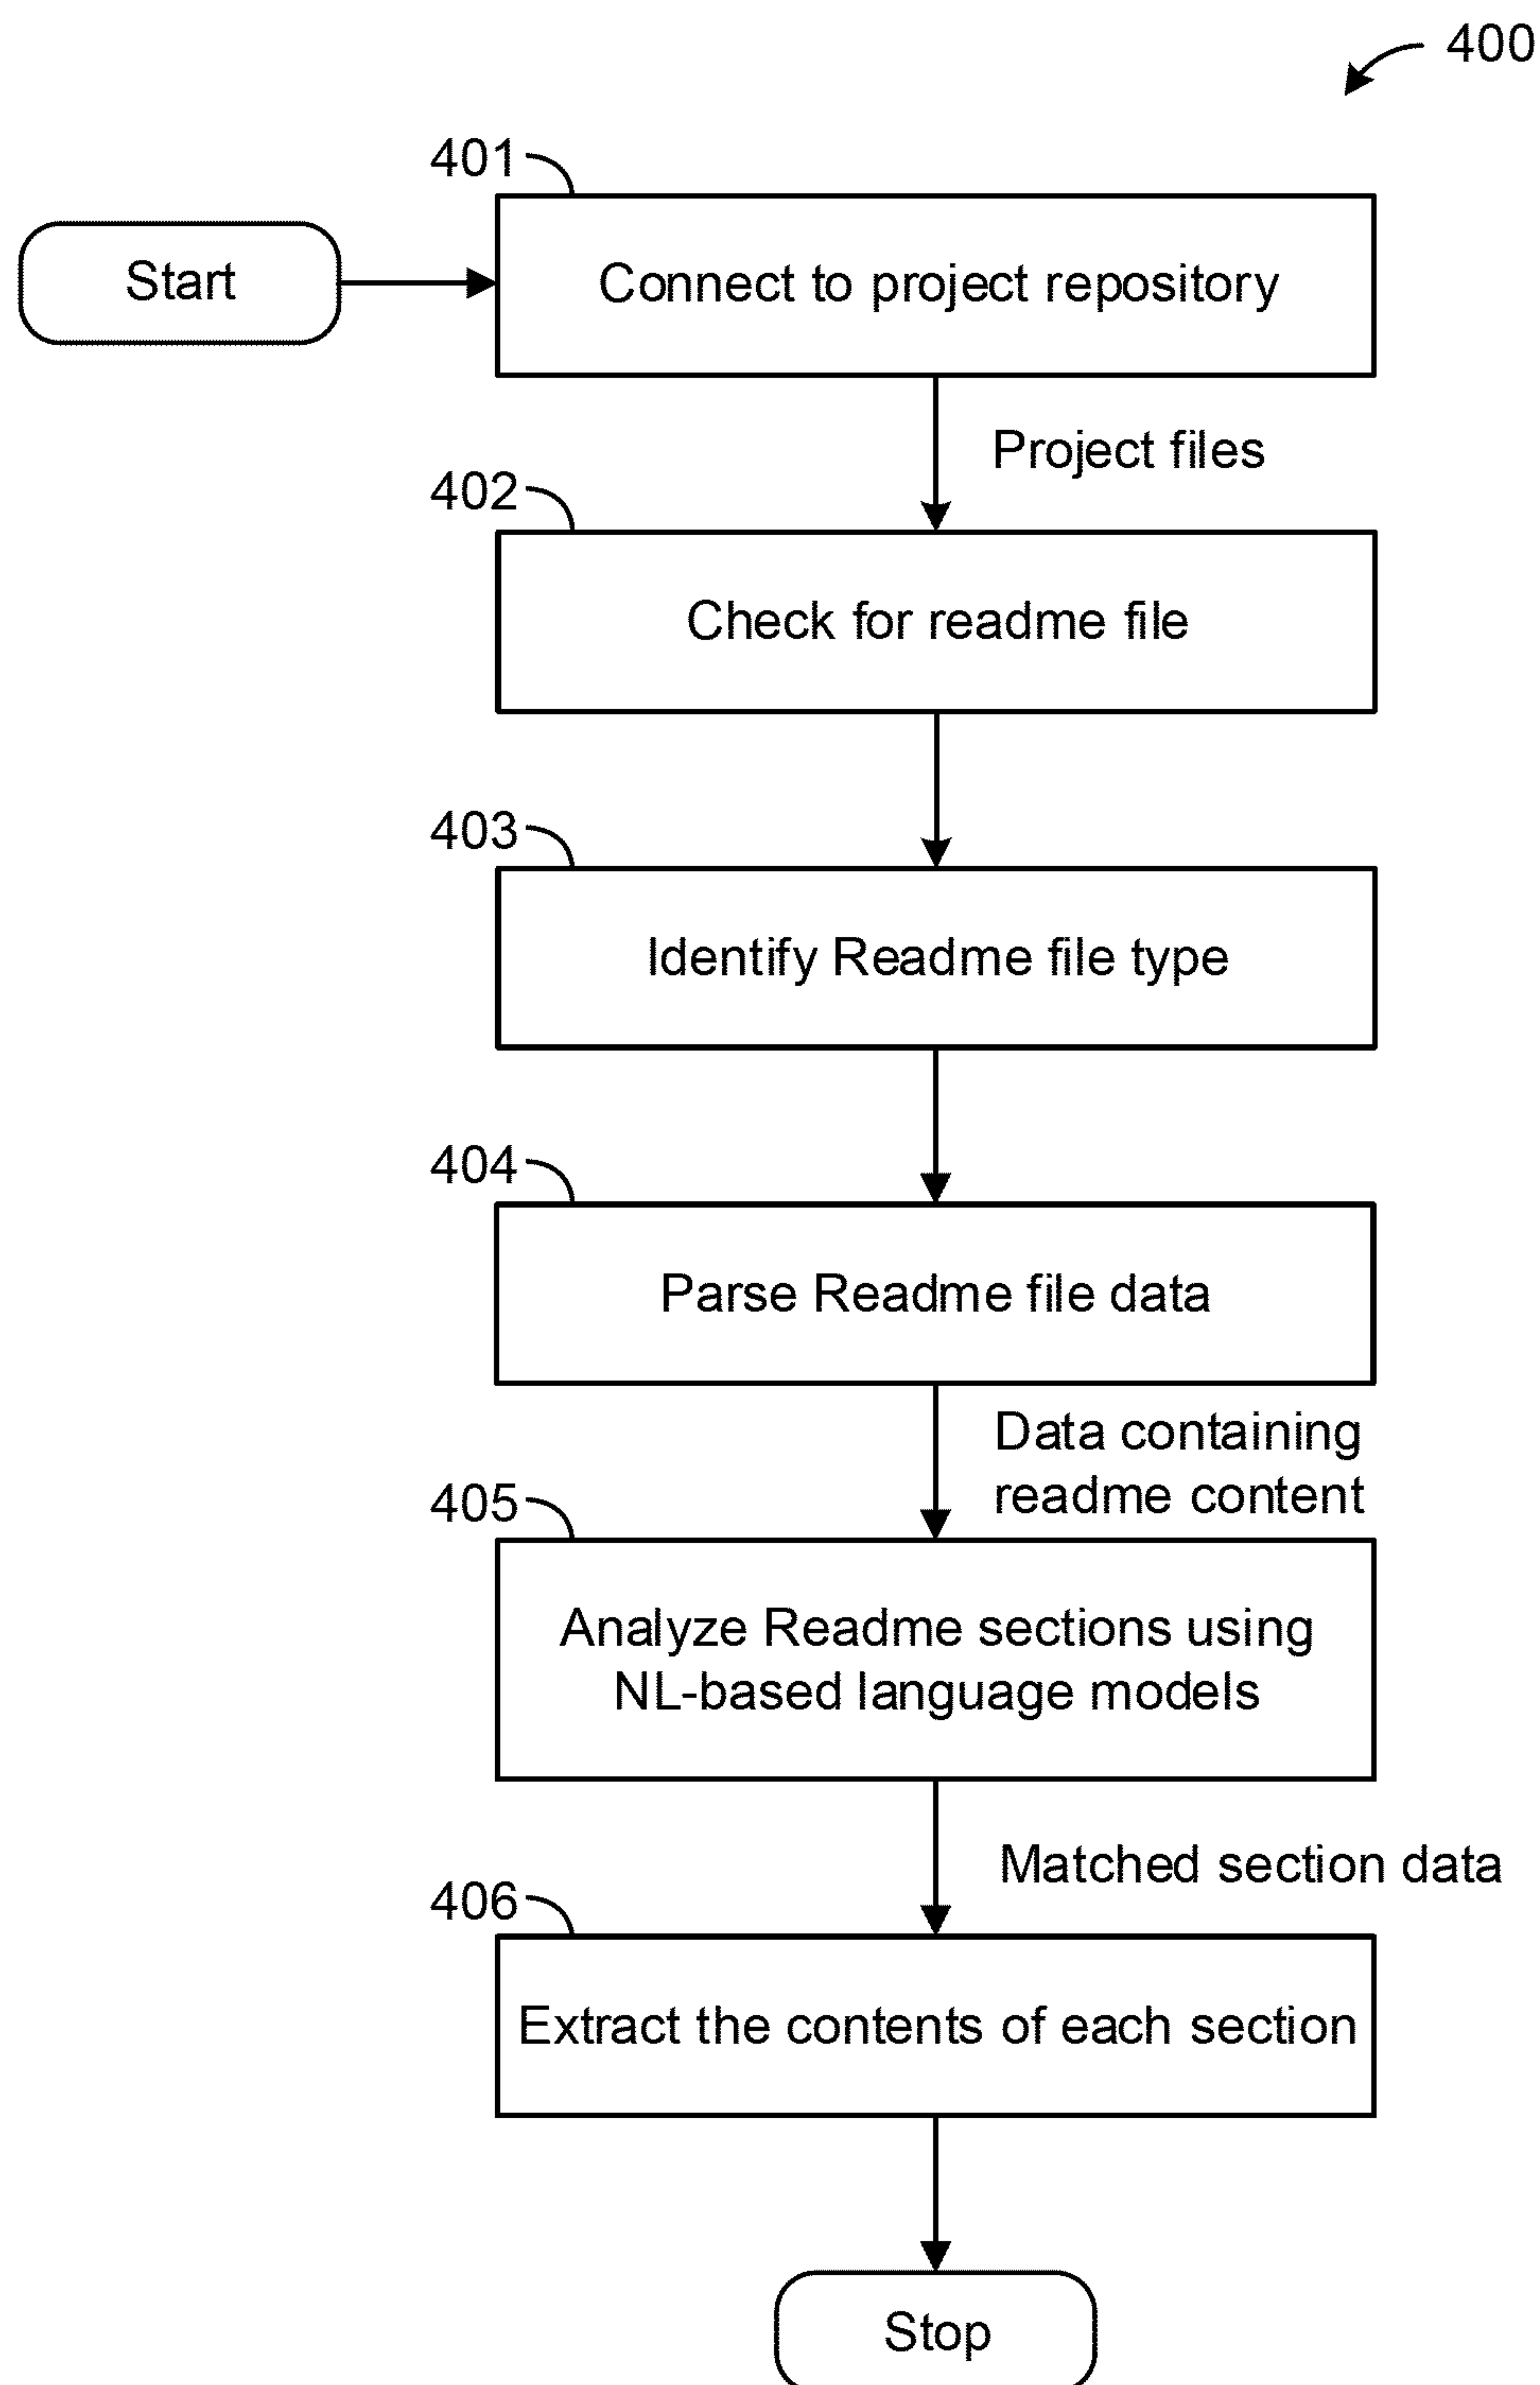 400
401
Start
Connect to project repository
Project files
402
Check for readme file
403
Identify Readme file type
404
Parse Readme file data
Data containing
readme content
405
Analyze Readme sections using
NL-based language models
Matched section data
406
Extract the contents of each section
Stop